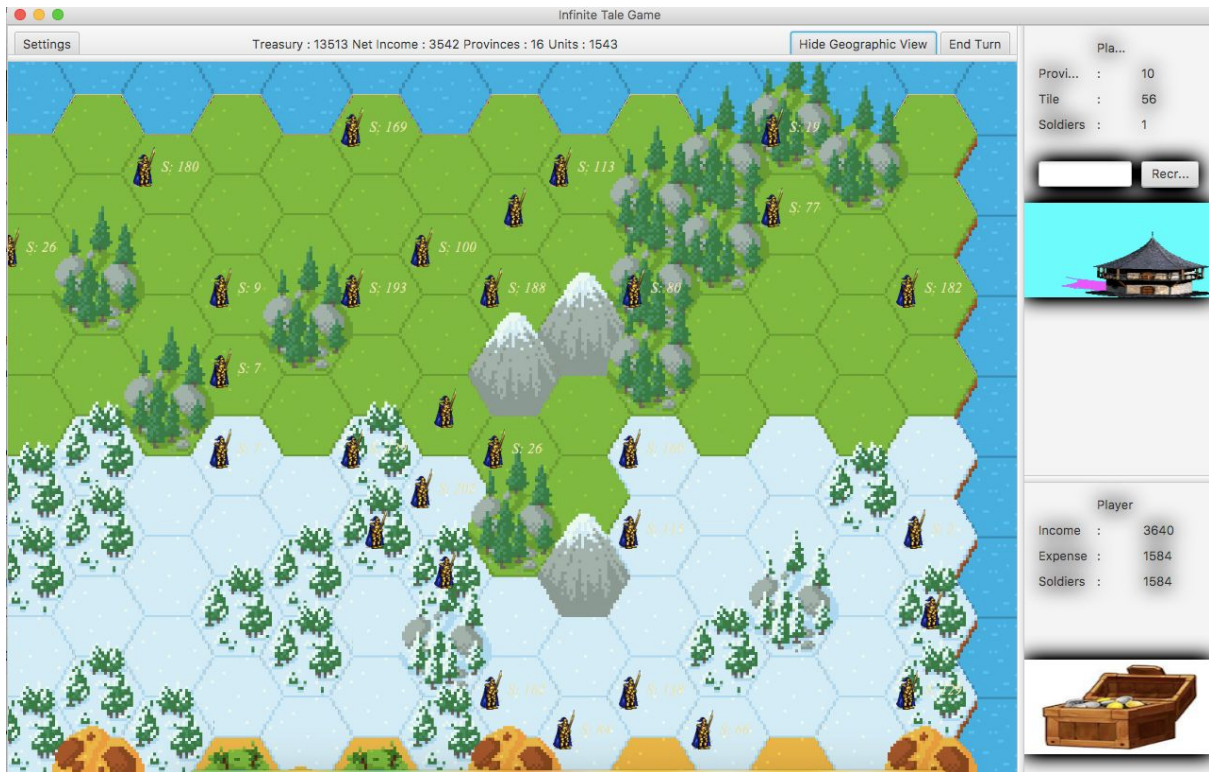 Infinite Tale Game
Settings
Treasury : 13513 Net Income : 3542 Provinces : 16 Units : 1543
Hide Geographic View
End Turn
Pla...
Provi... : 10
Tile : 56
Soldiers : 1
Recr...
S: 169
S: 19
S: 180
S: 113
S: 77
S: 26
S: 100
S: 9
S: 193
S: 188
S: 80
S: 182
S: 7
S: 26
Player
Income : 3640
Expense : 1584
Soldiers : 1584